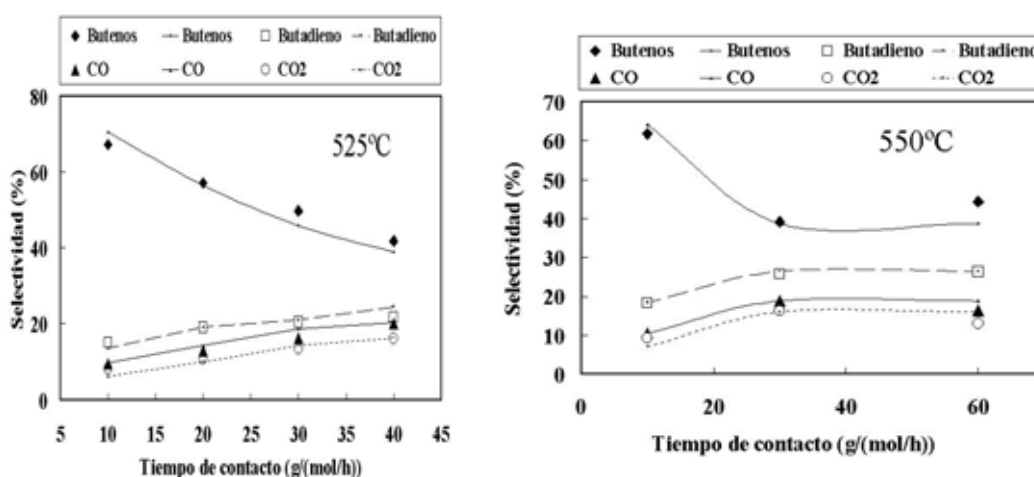 Butenos Butenos Butadieno Butadieno
CO CO CO2 CO2
80
60
40
20
0
525ºC
Selectividad (%)
5 10 15 20 25 30 35 40 45
Tiempo de contacto (g/(mol/h))
Butenos Butenos Butadieno Butadieno
CO CO CO2 CO2
70
60
50
40
30
20
10
0
550ºC
Selectividad (%)
0 20 40 60
Tiempo de contacto (g/(mol/h))